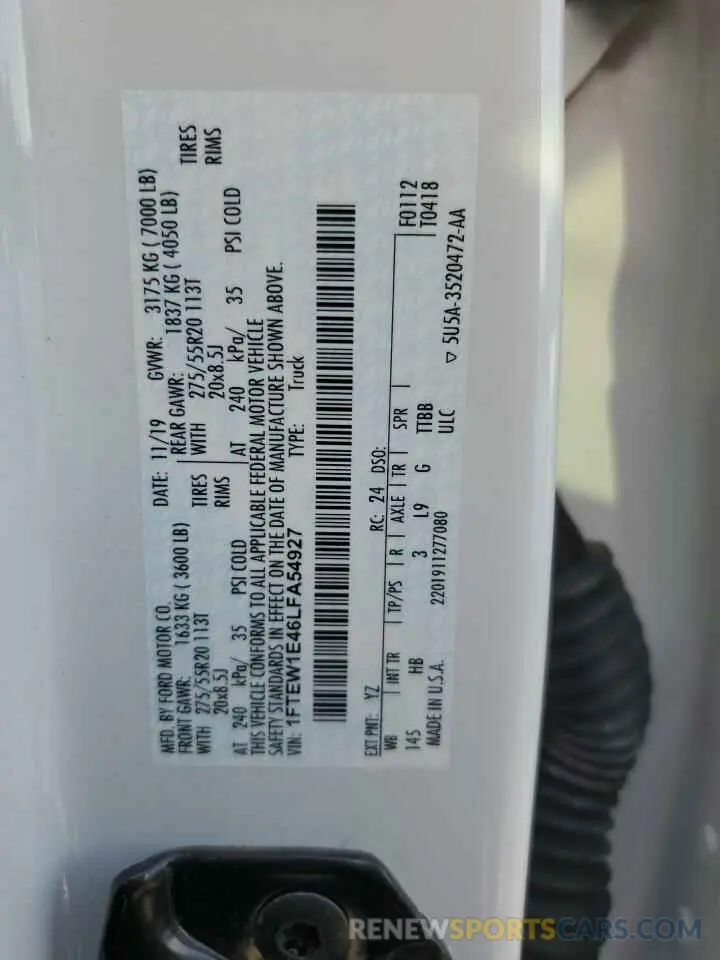 MFD. BY FORD MOTOR CO.
DATE: 11/19 GVWR: 3175 KG ( 7000 LB)
FRONT GAWR: 1633 KG ( 3600 LB) REAR GAWR: 1837 KG ( 4050 LB)
WITH 275/55R20 113T TIRES WITH 275/55R20 113T TIRES
20x8.5J RIMS 20x8.5J RIMS
AT 240 kPa/ 35 PSI COLD AT 240 kPa/ 35 PSI COLD
THIS VEHICLE CONFORMS TO ALL APPLICABLE FEDERAL MOTOR VEHICLE
SAFETY STANDARDS IN EFFECT ON THE DATE OF MANUFACTURE SHOWN ABOVE.
VIN: 1FTEW1E46LFA54927 TYPE: Truck
EXT PNT: YZ RC: 24 DSO:
WB INT TR TP/PS R AXLE TR SPR F0112
145 HB 3 L9 G TTBB T0418
MADE IN U.S.A. 2201911277080 ULC
▽ 5U5A-3520472-AA
RENEWSPORTSCARS.COM